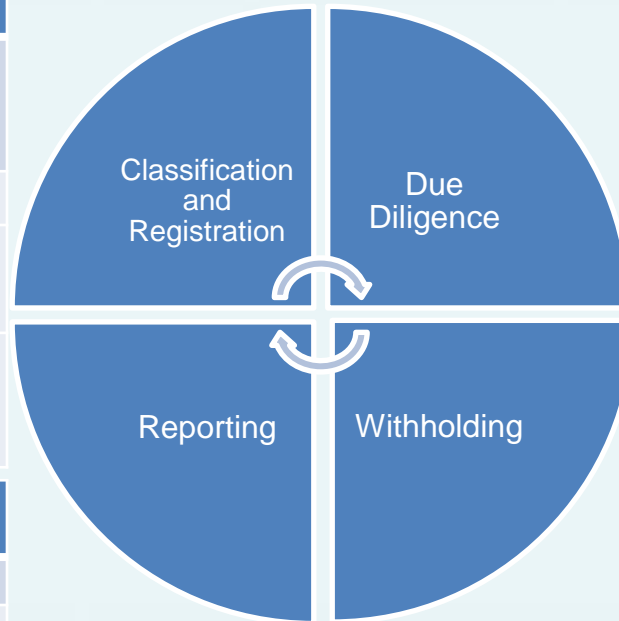 Classification
and
Registration
Due
Diligence
Reporting
Withholding